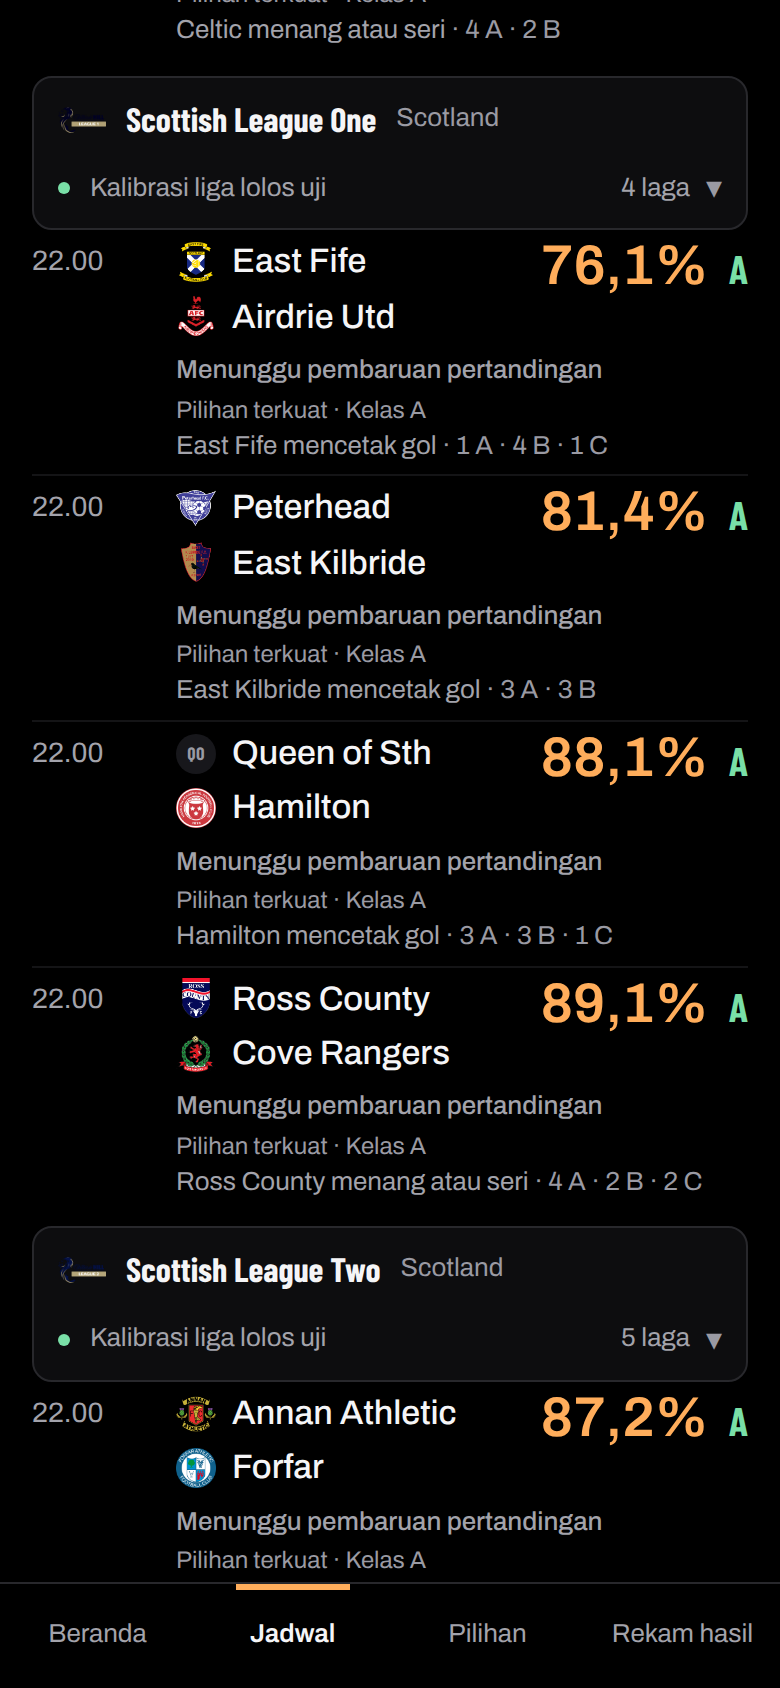 Celtic menang atau seri · 4 A · 2 B
Scottish League One Scotland
Kalibrasi liga lolos uji 4 laga ▼
22.00 East Fife 76,1% A
Airdrie Utd
Menunggu pembaruan pertandingan
Pilihan terkuat · Kelas A
East Fife mencetak gol · 1 A · 4 B · 1 C
22.00 Peterhead 81,4% A
East Kilbride
Menunggu pembaruan pertandingan
Pilihan terkuat · Kelas A
East Kilbride mencetak gol · 3 A · 3 B
22.00 QO Queen of Sth 88,1% A
Hamilton
Menunggu pembaruan pertandingan
Pilihan terkuat · Kelas A
Hamilton mencetak gol · 3 A · 3 B · 1 C
22.00 Ross County 89,1% A
Cove Rangers
Menunggu pembaruan pertandingan
Pilihan terkuat · Kelas A
Ross County menang atau seri · 4 A · 2 B · 2 C
Scottish League Two Scotland
Kalibrasi liga lolos uji 5 laga ▼
22.00 Annan Athletic 87,2% A
Forfar
Menunggu pembaruan pertandingan
Pilihan terkuat · Kelas A
Beranda Jadwal Pilihan Rekam hasil